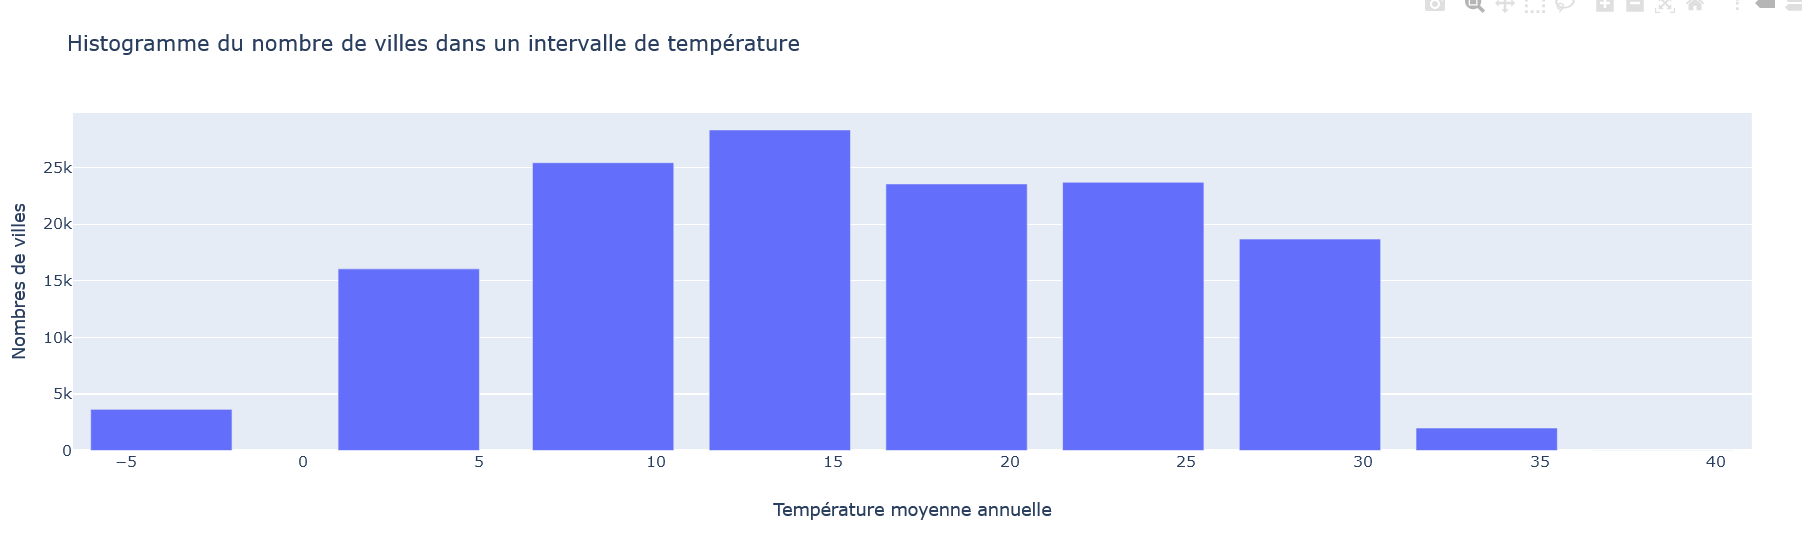 Histogramme du nombre de villes dans un intervalle de température
Nombres de villes
25k
20k
15k
10k
5k
0
−5 0 5 10 15 20 25 30 35 40
Température moyenne annuelle